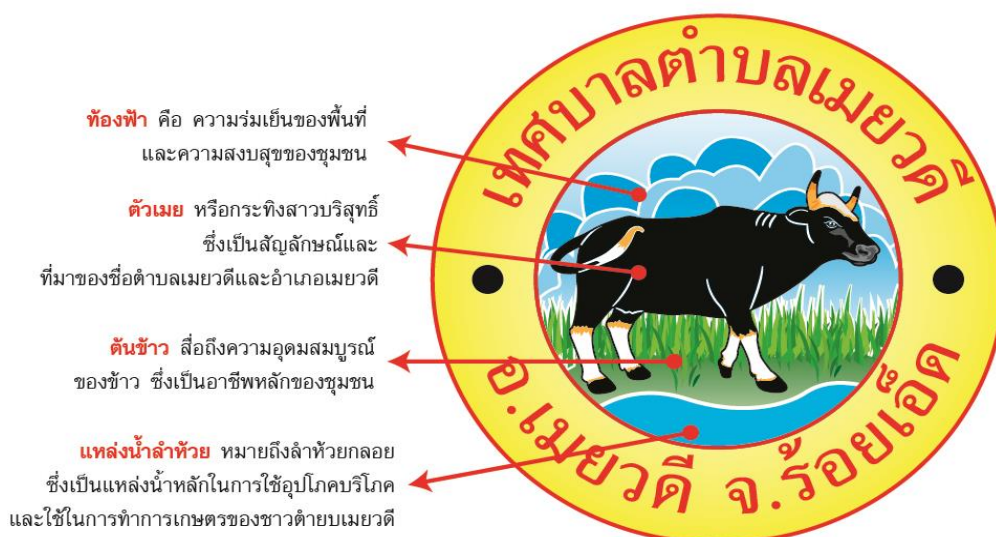 ท้องฟ้า คือ ความร่มเย็นของพื้นที่
และความสงบสุขของชุมชน
ตัวเมย หรือกระทิงสาวบริสุทธิ์
ซึ่งเป็นสัญลักษณ์และ
ที่มาของชื่อตำบลเมยวดีและอำเภอเมยวดี
ต้นข้าว สื่อถึงความอุดมสมบูรณ์
ของข้าว ซึ่งเป็นอาชีพหลักของชุมชน
แหล่งน้ำลำห้วย หมายถึงลำห้วยกลอย
ซึ่งเป็นแหล่งน้ำหลักในการใช้อุปโภคบริโภค
และใช้ในการทำการเกษตรของชาวตำยบเมยวดี
เทศบาลตำบลเมยวดี
อ.เมยวดี จ.ร้อยเอ็ด